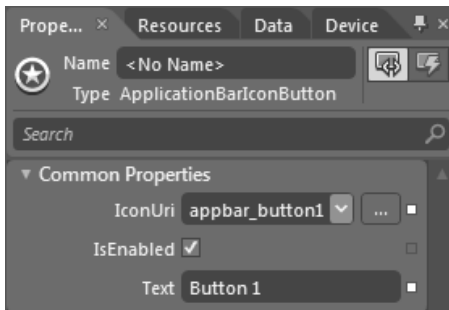 Prope... × Resources Data Device
Name <No Name>
Type ApplicationBarIconButton
Search
Common Properties
IconUri appbar_button1 ...
IsEnabled
Text Button 1